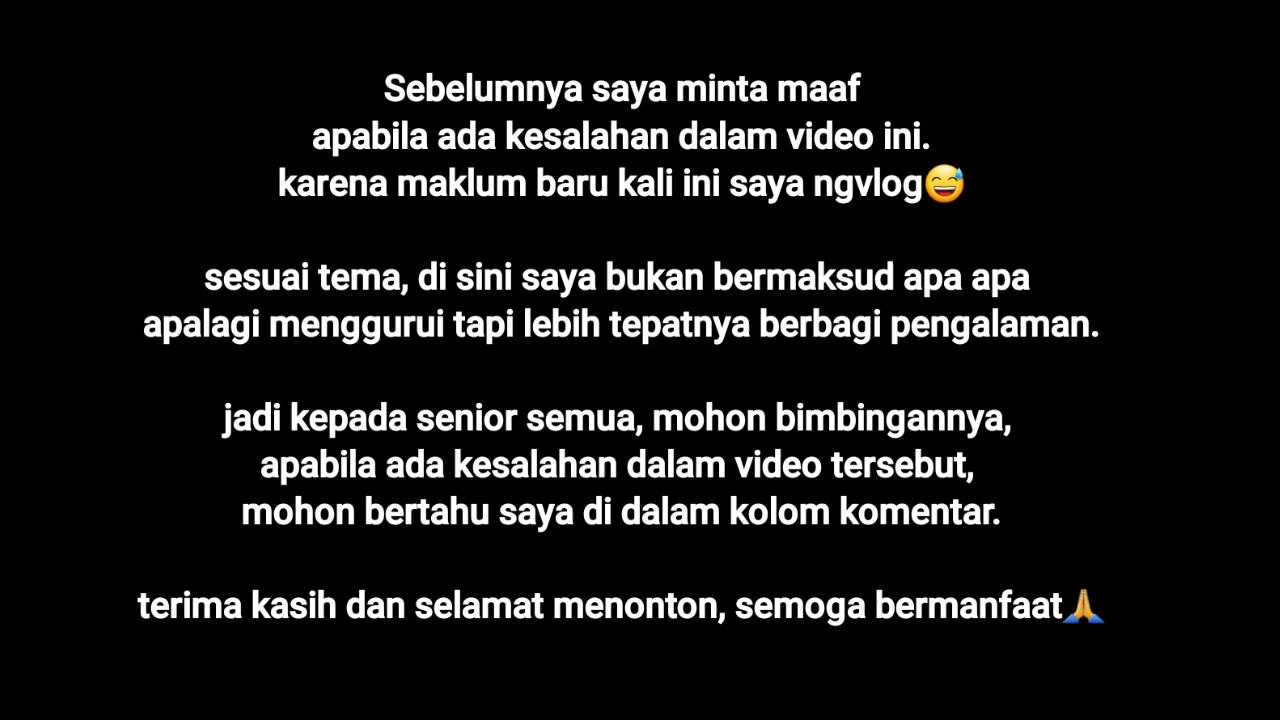 Sebelumnya saya minta maaf
apabila ada kesalahan dalam video ini.
karena maklum baru kali ini saya ngvlog😅
sesuai tema, di sini saya bukan bermaksud apa apa
apalagi menggurui tapi lebih tepatnya berbagi pengalaman.
jadi kepada senior semua, mohon bimbingannya,
apabila ada kesalahan dalam video tersebut,
mohon bertahu saya di dalam kolom komentar.
terima kasih dan selamat menonton, semoga bermanfaat🙏